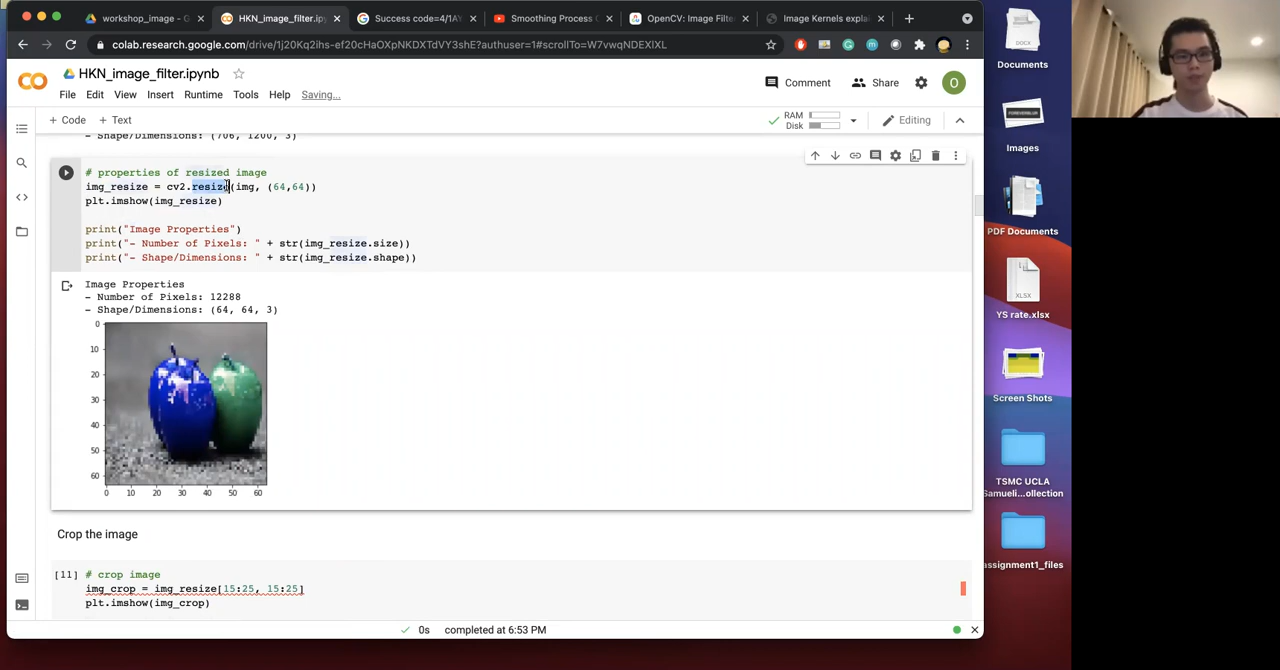 workshop_image - G
HKN_image_filter.ipy
Success code=4/1AY
Smoothing Process O
OpenCV: Image Filter
Image Kernels expla
colab.research.google.com/drive/1j20Kq2ihs-ef20cHaOXpNKDXTdVY3shE?authuser=1#scrollTo=W7vwqNDEXlXL
HKN_image_filter.ipynb
Comment
Share
O
File Edit View Insert Runtime Tools Help Saving...
+ Code + Text
RAM
Disk
Editing
- Shape/Dimensions: (706, 1200, 3)
# properties of resized image
img_resize = cv2.resize(img, (64,64))
plt.imshow(img_resize)
print("Image Properties")
print("- Number of Pixels: " + str(img_resize.size))
print("- Shape/Dimensions: " + str(img_resize.shape))
Image Properties
- Number of Pixels: 12288
- Shape/Dimensions: (64, 64, 3)
0
10
20
30
40
50
60
0 10 20 30 40 50 60
Crop the image
[11] # crop image
img_crop = img_resize[15:25, 15:25]
plt.imshow(img_crop)
0s completed at 6:53 PM
DOCX
Documents
FOREVERBLUR
Images
PDF Documents
XLSX
YS rate.xlsx
Screen Shots
TSMC UCLA
Samueli...ollection
assignment1_files